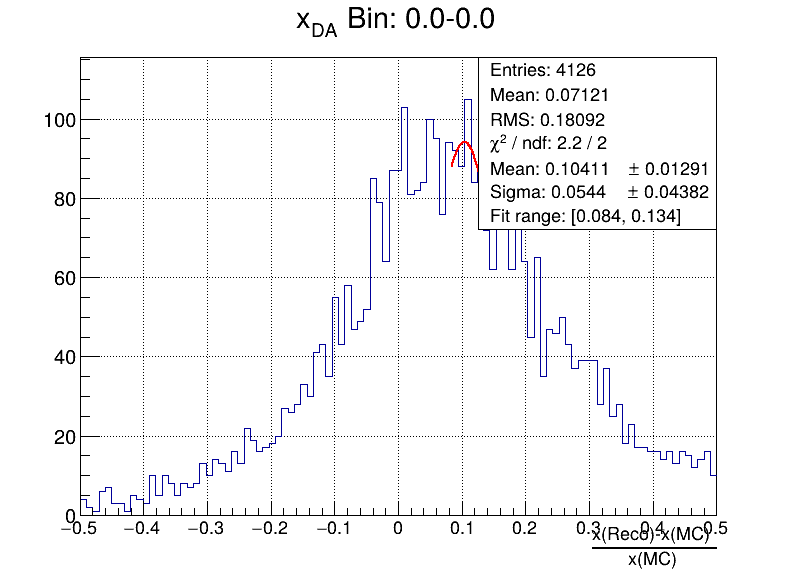 x_DA Bin: 0.0-0.0
Entries: 4126
Mean: 0.07121
RMS: 0.18092
χ² / ndf: 2.2 / 2
Mean: 0.10411 ± 0.01291
Sigma: 0.0544 ± 0.04382
Fit range: [0.084, 0.134]
100
80
60
40
20
0
−0.5 −0.4 −0.3 −0.2 −0.1 0 0.1 0.2 0.3 0.4 0.5
x(Reco)-x(MC)
x(MC)